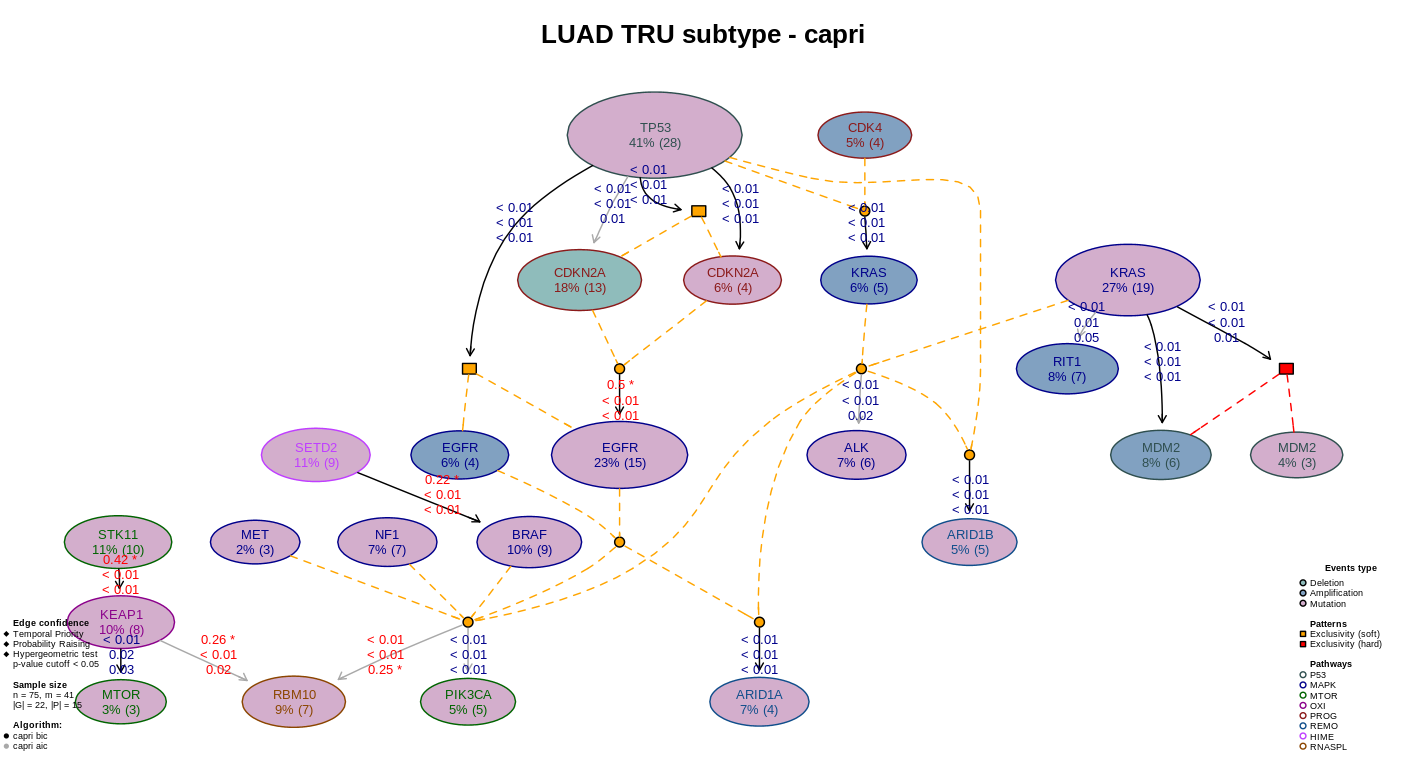 LUAD TRU subtype - capri
TP53
41% (28)
CDK4
5% (4)
< 0.01
< 0.01
< 0.01
< 0.01
< 0.01
0.01
< 0.01
< 0.01
< 0.01
< 0.01
< 0.01
< 0.01
< 0.01
< 0.01
< 0.01
CDKN2A
18% (13)
CDKN2A
6% (4)
KRAS
6% (5)
KRAS
27% (19)
< 0.01
0.01
0.05
< 0.01
< 0.01
0.01
< 0.01
< 0.01
< 0.01
RIT1
8% (7)
0.5 *
< 0.01
< 0.01
< 0.01
< 0.01
0.02
SETD2
11% (9)
EGFR
6% (4)
EGFR
23% (15)
ALK
7% (6)
MDM2
8% (6)
MDM2
4% (3)
0.22 *
< 0.01
< 0.01
< 0.01
< 0.01
< 0.01
STK11
11% (10)
MET
2% (3)
NF1
7% (7)
BRAF
10% (9)
ARID1B
5% (5)
0.42 *
< 0.01
< 0.01
KEAP1
10% (8)
< 0.01
0.02
0.03
0.26 *
< 0.01
0.02
< 0.01
< 0.01
0.25 *
< 0.01
< 0.01
< 0.01
< 0.01
< 0.01
< 0.01
MTOR
3% (3)
RBM10
9% (7)
PIK3CA
5% (5)
ARID1A
7% (4)
Edge confidence
Temporal Priority
Probability Raising
Hypergeometric test
p-value cutoff < 0.05
Sample size
n = 75, m = 41
|G| = 22, |P| = 15
Algorithm:
capri bic
capri aic
Events type
Deletion
Amplification
Mutation
Patterns
Exclusivity (soft)
Exclusivity (hard)
Pathways
P53
MAPK
MTOR
OXI
PROG
REMO
HIME
RNASPL